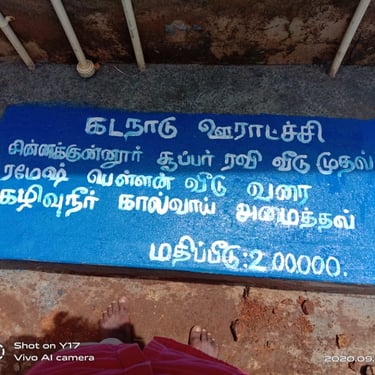 கடநாடு ஊராட்ச்சி
சின்னக்குன்னூர் சூப்பர் ரவி வீடு முதல்
ரமேஷ் பெள்ளன் வீடு வரை
கழிவுநீர் கால்வாய் அமைத்தல்
மதிப்பீடு:2.00000.
Shot on Y17
Vivo AI camera
2020.09.